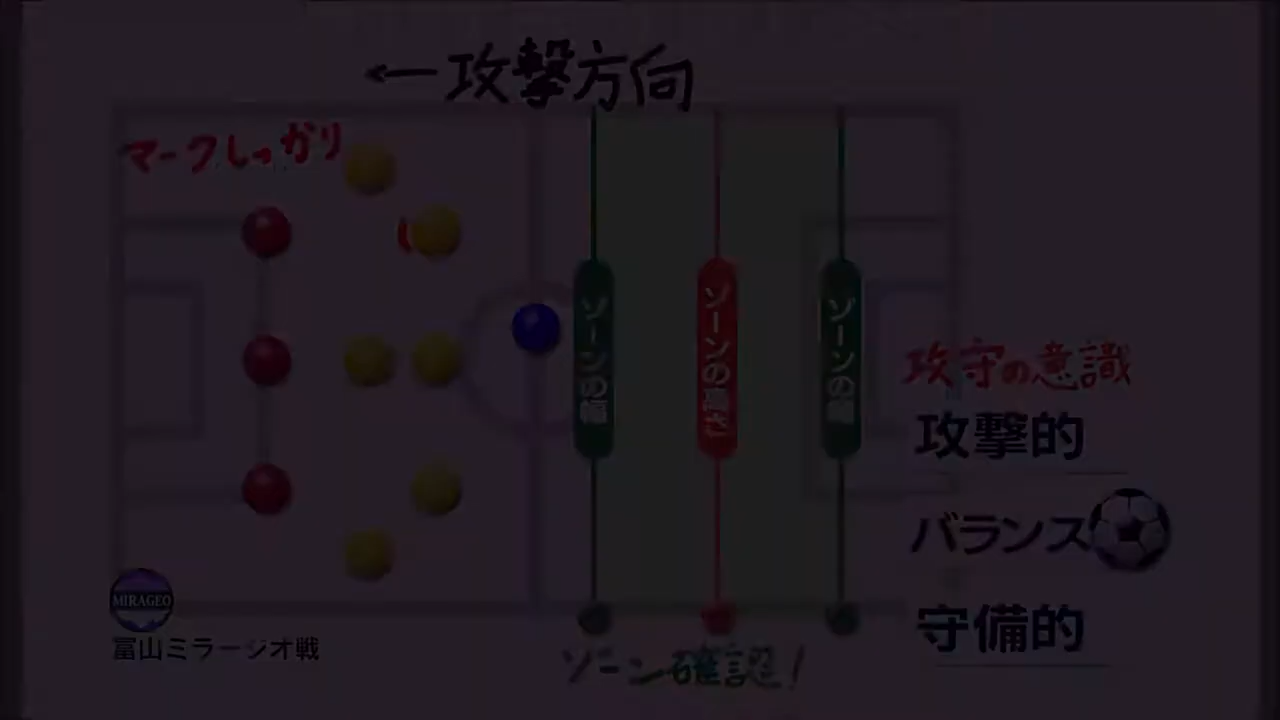 ←攻撃方向
マークしっかり
ゾーンの幅
ゾーンの高さ
ゾーンの幅
攻守の意識
攻撃的
バランス
守備的
MIRAGEO
富山ミラージオ戦
ゾーン確認!